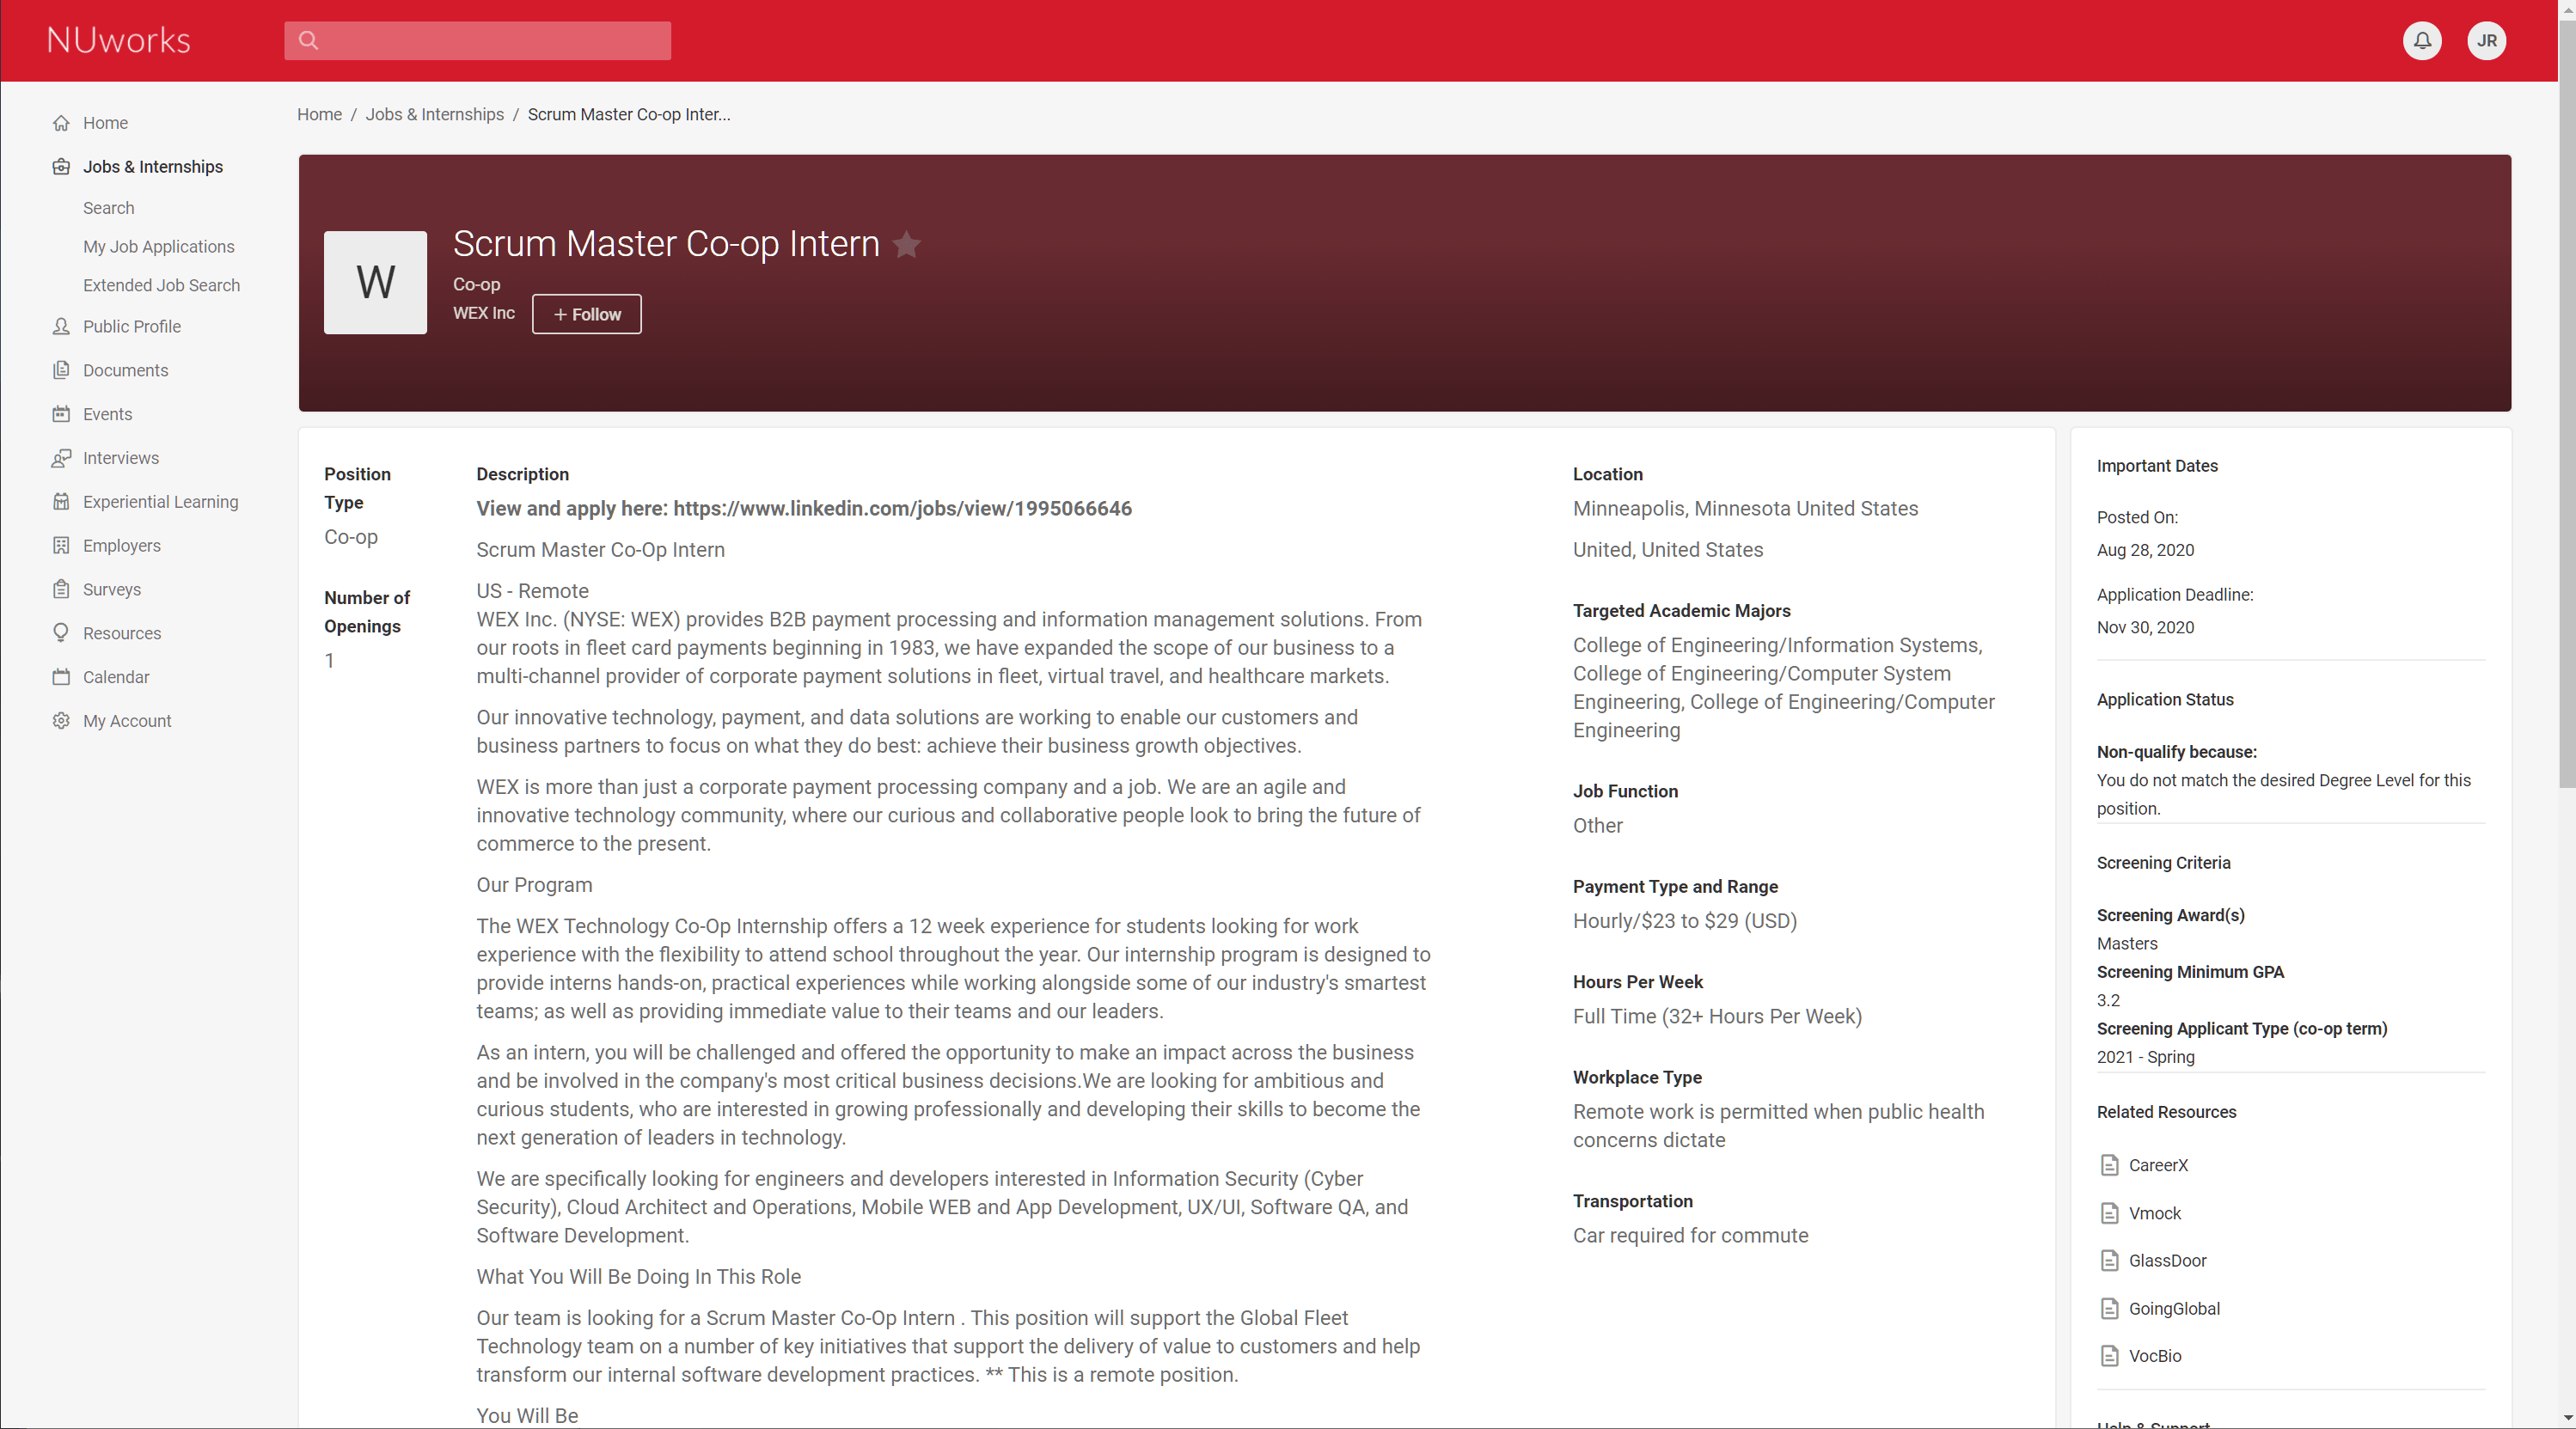 NUworks
JR
Home
Jobs & Internships
Search
My Job Applications
Extended Job Search
Public Profile
Documents
Events
Interviews
Experiential Learning
Employers
Surveys
Resources
Calendar
My Account
Home / Jobs & Internships / Scrum Master Co-op Inter...
W
Scrum Master Co-op Intern
Co-op
WEX Inc
+ Follow
Position
Type
Co-op
Number of
Openings
1
Description
View and apply here: https://www.linkedin.com/jobs/view/1995066646
Scrum Master Co-Op Intern
US - Remote
WEX Inc. (NYSE: WEX) provides B2B payment processing and information management solutions. From
our roots in fleet card payments beginning in 1983, we have expanded the scope of our business to a
multi-channel provider of corporate payment solutions in fleet, virtual travel, and healthcare markets.
Our innovative technology, payment, and data solutions are working to enable our customers and
business partners to focus on what they do best: achieve their business growth objectives.
WEX is more than just a corporate payment processing company and a job. We are an agile and
innovative technology community, where our curious and collaborative people look to bring the future of
commerce to the present.
Our Program
The WEX Technology Co-Op Internship offers a 12 week experience for students looking for work
experience with the flexibility to attend school throughout the year. Our internship program is designed to
provide interns hands-on, practical experiences while working alongside some of our industry's smartest
teams; as well as providing immediate value to their teams and our leaders.
As an intern, you will be challenged and offered the opportunity to make an impact across the business
and be involved in the company's most critical business decisions.We are looking for ambitious and
curious students, who are interested in growing professionally and developing their skills to become the
next generation of leaders in technology.
We are specifically looking for engineers and developers interested in Information Security (Cyber
Security), Cloud Architect and Operations, Mobile WEB and App Development, UX/UI, Software QA, and
Software Development.
What You Will Be Doing In This Role
Our team is looking for a Scrum Master Co-Op Intern . This position will support the Global Fleet
Technology team on a number of key initiatives that support the delivery of value to customers and help
transform our internal software development practices. ** This is a remote position.
You Will Be
Location
Minneapolis, Minnesota United States
United, United States
Targeted Academic Majors
College of Engineering/Information Systems,
College of Engineering/Computer System
Engineering, College of Engineering/Computer
Engineering
Job Function
Other
Payment Type and Range
Hourly/$23 to $29 (USD)
Hours Per Week
Full Time (32+ Hours Per Week)
Workplace Type
Remote work is permitted when public health
concerns dictate
Transportation
Car required for commute
Important Dates
Posted On:
Aug 28, 2020
Application Deadline:
Nov 30, 2020
Application Status
Non-qualify because:
You do not match the desired Degree Level for this
position.
Screening Criteria
Screening Award(s)
Masters
Screening Minimum GPA
3.2
Screening Applicant Type (co-op term)
2021 - Spring
Related Resources
CareerX
Vmock
GlassDoor
GoingGlobal
VocBio
Help & Support